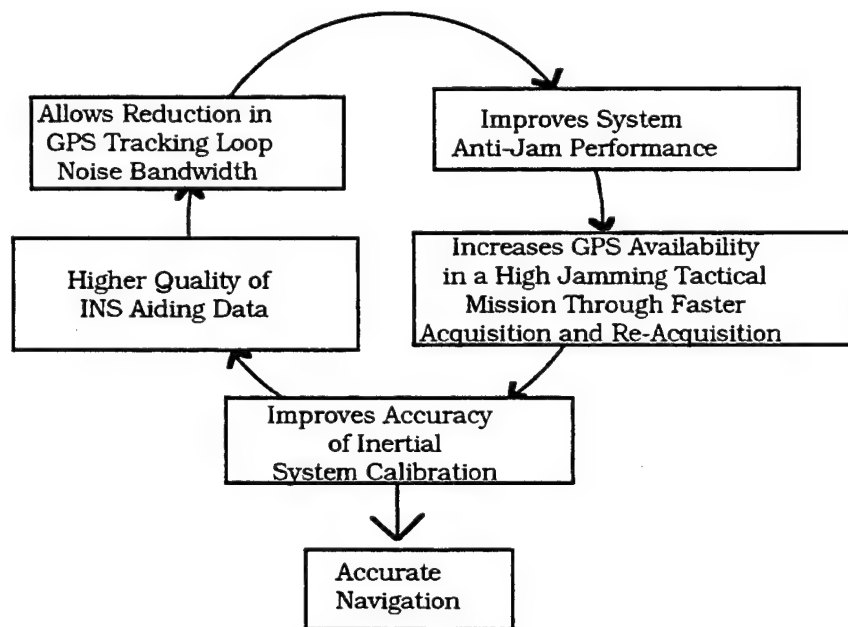 Allows Reduction in
GPS Tracking Loop
Noise Bandwidth
Improves System
Anti-Jam Performance
Higher Quality of
INS Aiding Data
Increases GPS Availability
in a High Jamming Tactical
Mission Through Faster
Acquisition and Re-Acquisition
Improves Accuracy
of Inertial
System Calibration
Accurate
Navigation